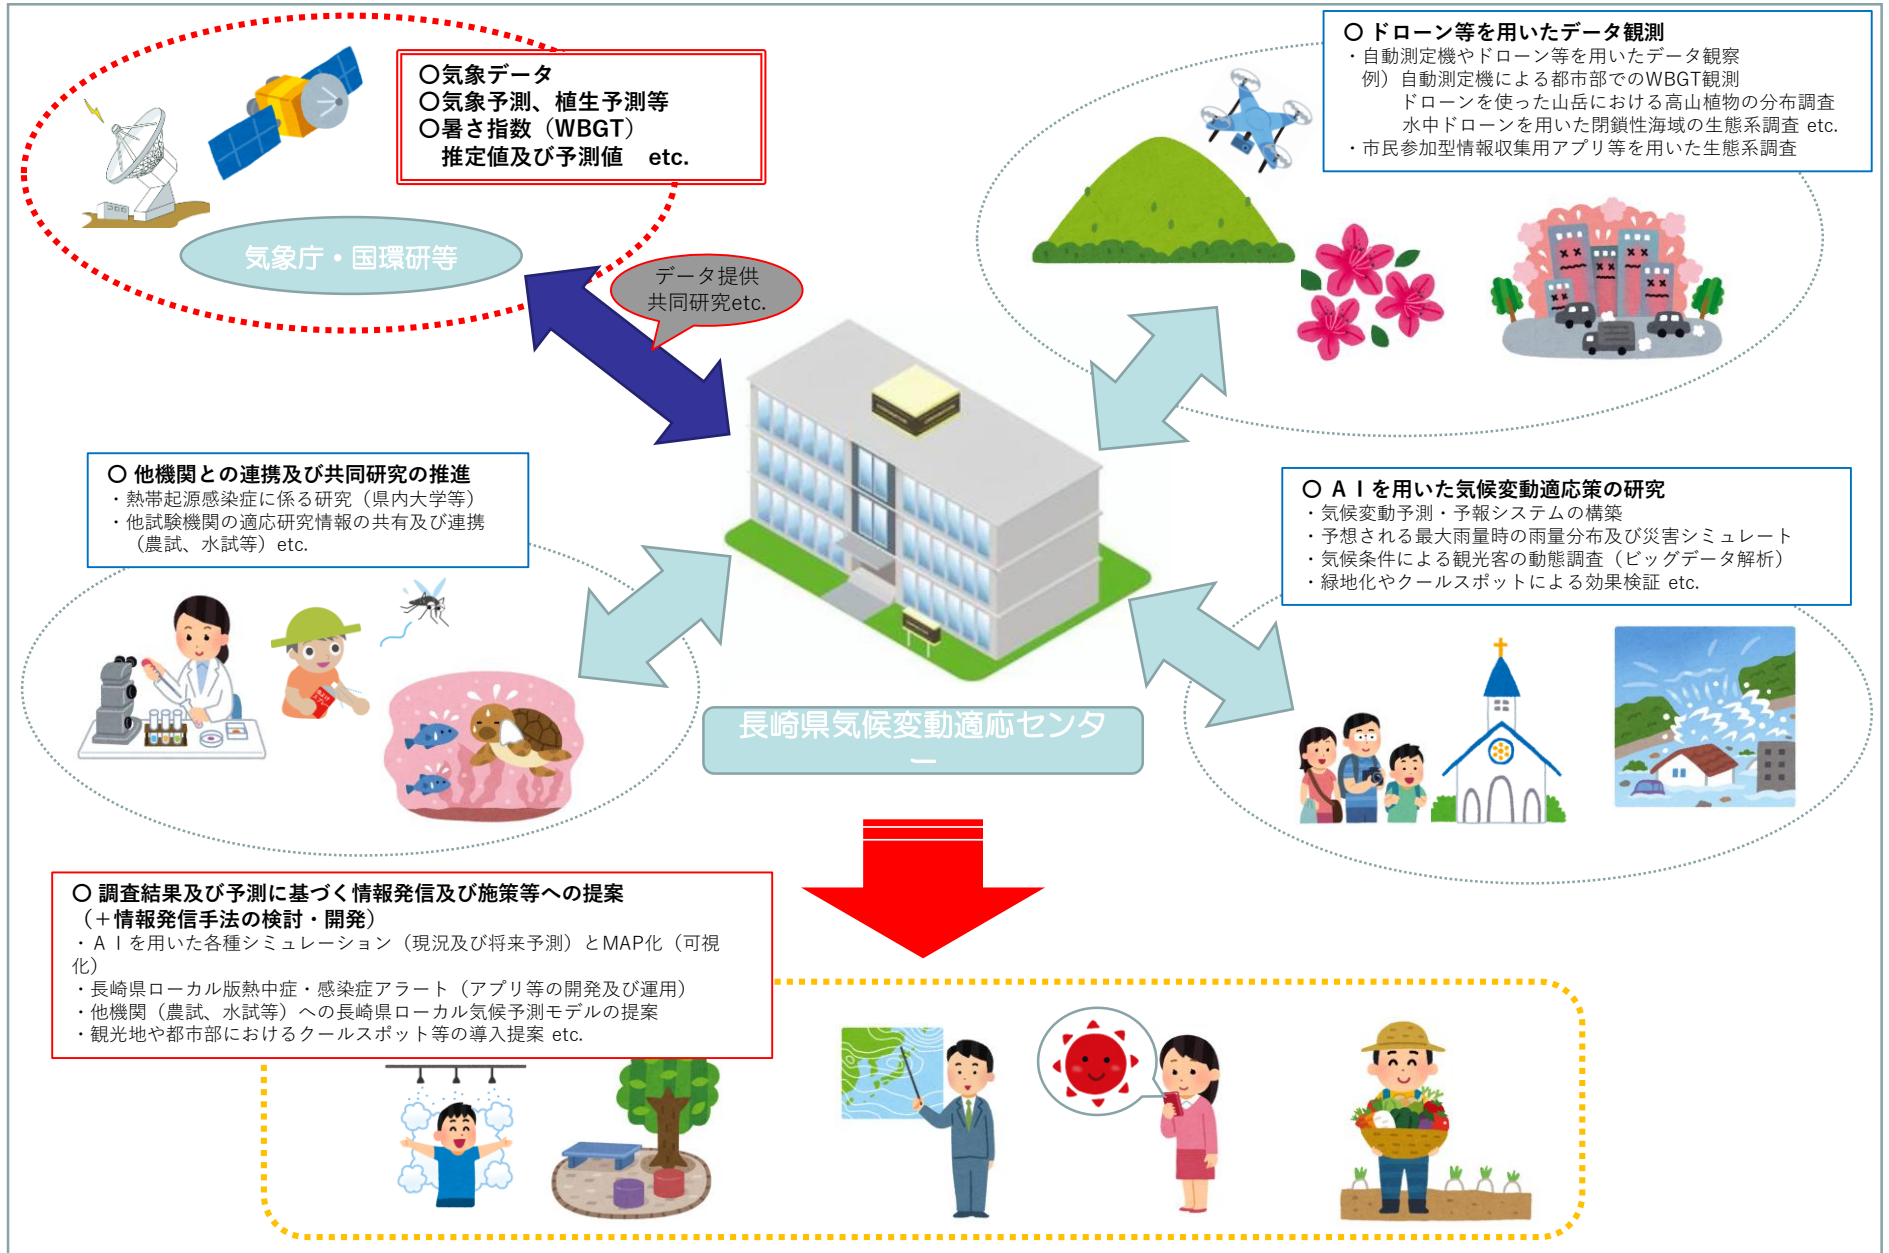 〇気象データ
〇気象予測、植生予測等
〇暑さ指数（WBGT）
推定値及び予測値　etc.
気象庁・国環研等
データ提供
共同研究etc.
〇 ドローン等を用いたデータ観測
・自動測定機やドローン等を用いたデータ観察
例）自動測定機による都市部でのWBGT観測
ドローンを使った山岳における高山植物の分布調査
水中ドローンを用いた閉鎖性海域の生態系調査 etc.
・市民参加型情報収集用アプリ等を用いた生態系調査
〇 他機関との連携及び共同研究の推進
・熱帯起源感染症に係る研究（県内大学等）
・他試験機関の適応研究情報の共有及び連携
（農試、水試等）etc.
〇 ＡＩを用いた気候変動適応策の研究
・気候変動予測・予報システムの構築
・予想される最大雨量時の雨量分布及び災害シミュレート
・気候条件による観光客の動態調査（ビッグデータ解析）
・緑地化やクールスポットによる効果検証 etc.
長崎県気候変動適応センタ
ー
〇 調査結果及び予測に基づく情報発信及び施策等への提案
（＋情報発信手法の検討・開発）
・ＡＩを用いた各種シミュレーション（現況及び将来予測）とMAP化（可視
化）
・長崎県ローカル版熱中症・感染症アラート（アプリ等の開発及び運用）
・他機関（農試、水試等）への長崎県ローカル気候予測モデルの提案
・観光地や都市部におけるクールスポット等の導入提案 etc.